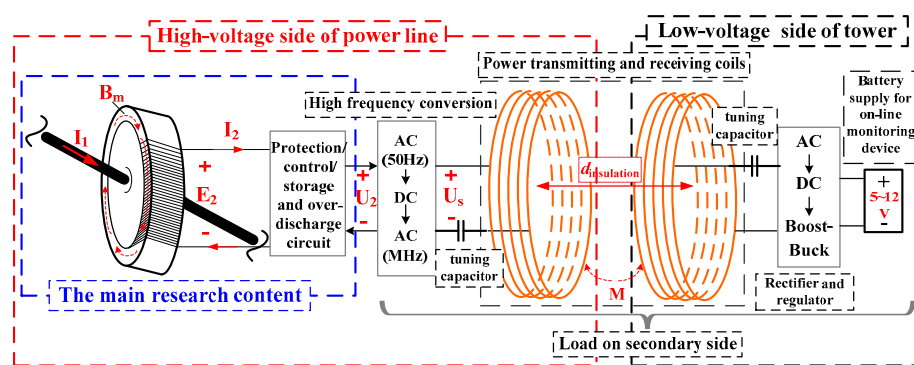 High-voltage side of power line
Low-voltage side of tower
Power transmitting and receiving coils
Battery
supply for
on-line
monitoring
device
High frequency conversion
tuning
capacitor
Bm
I1
I2
E2
+
-
Protection/
control/
storage
and over-
discharge
circuit
+
U2
-
AC
(50Hz)
DC
AC
(MHz)
+
Us
-
tuning
capacitor
dinsulation
M
AC
DC
Boost-
Buck
+
5~12
V
-
Rectifier and
regulator
The main research content
Load on secondary side